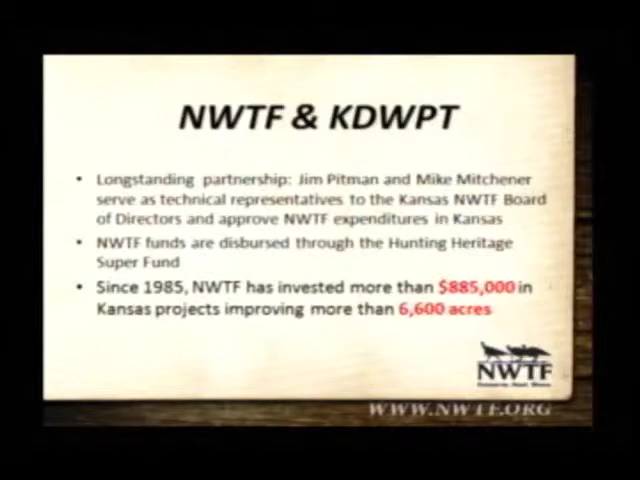 NWTF & KDWPT
• Longstanding partnership: Jim Pitman and Mike Mitchener
serve as technical representatives to the Kansas NWTF Board
of Directors and approve NWTF expenditures in Kansas
• NWTF funds are disbursed through the Hunting Heritage
Super Fund
• Since 1985, NWTF has invested more than $885,000 in
Kansas projects improving more than 6,600 acres
NWTF
WWW.NWTF.ORG